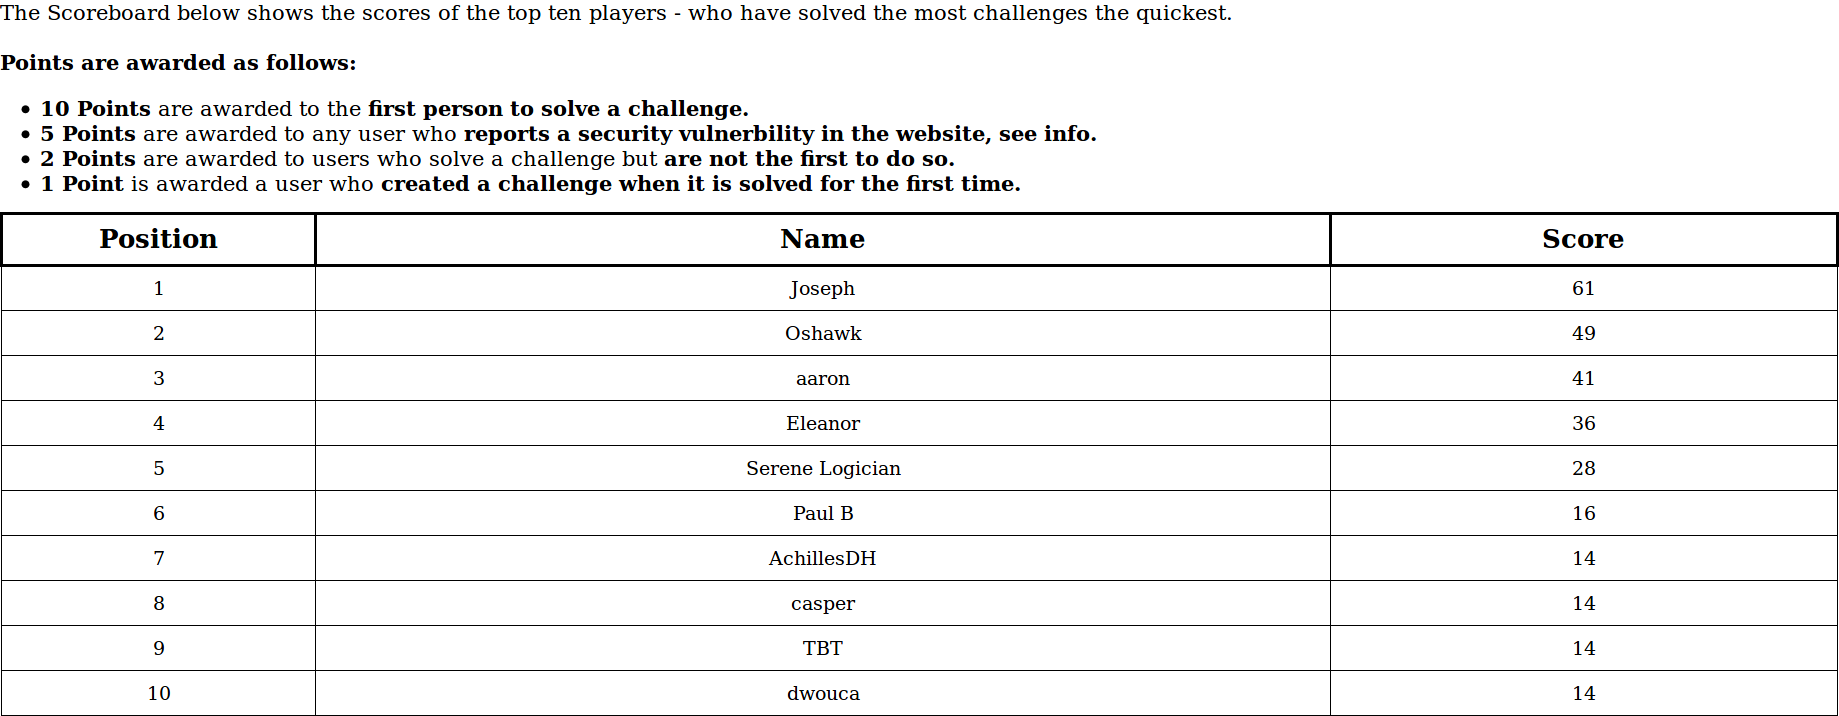 The Scoreboard below shows the scores of the top ten players - who have solved the most challenges the quickest.
Points are awarded as follows:
• 10 Points are awarded to the first person to solve a challenge.
• 5 Points are awarded to any user who reports a security vulnerbility in the website, see info.
• 2 Points are awarded to users who solve a challenge but are not the first to do so.
• 1 Point is awarded a user who created a challenge when it is solved for the first time.
Position Name Score
1 Joseph 61
2 Oshawk 49
3 aaron 41
4 Eleanor 36
5 Serene Logician 28
6 Paul B 16
7 AchillesDH 14
8 casper 14
9 TBT 14
10 dwouca 14